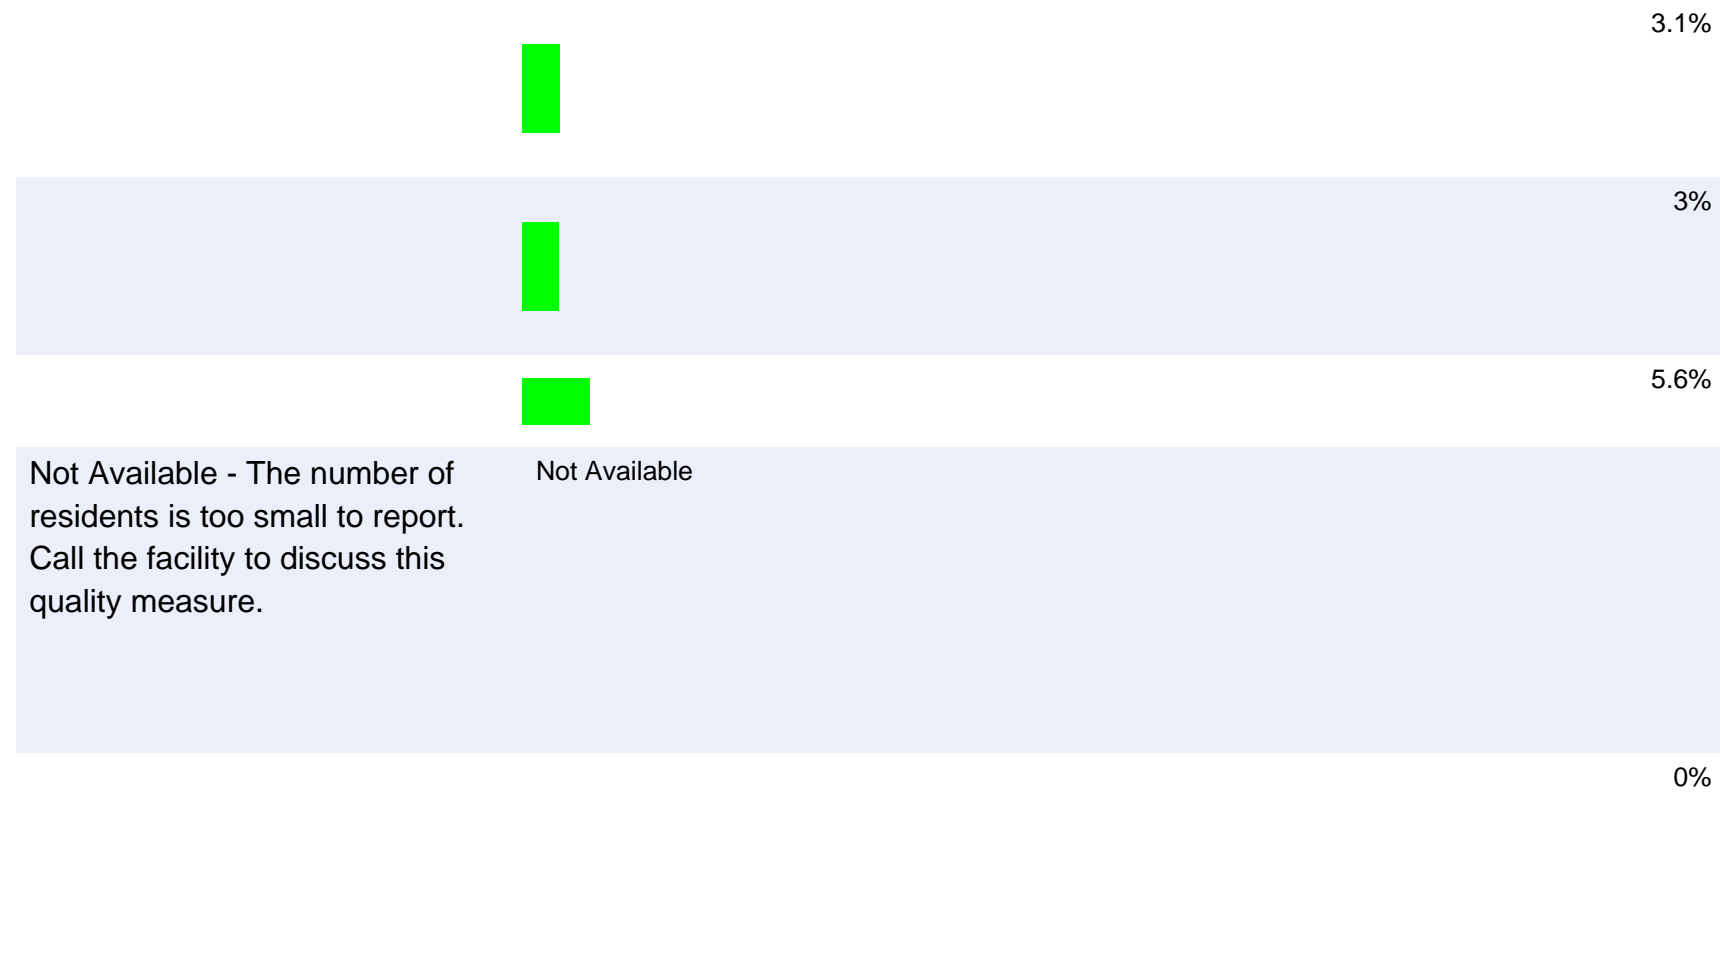 3.1%
3%
5.6%
Not Available - The number of
residents is too small to report.
Call the facility to discuss this
quality measure.
Not Available
0%